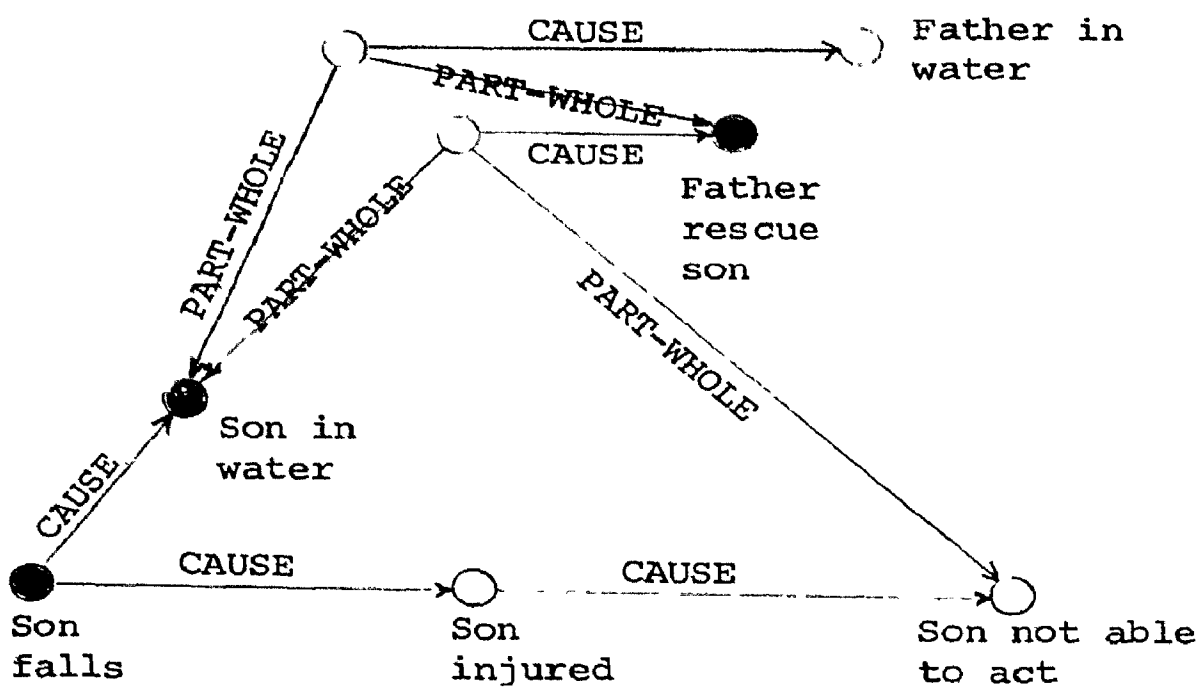 CAUSE
Father in
water
PART-WHOLE
CAUSE
Father
rescue
son
PART-WHOLE
PART-WHOLE
PART-WHOLE
Son in
water
CAUSE
CAUSE
CAUSE
Son
falls
Son
injured
Son not able
to act